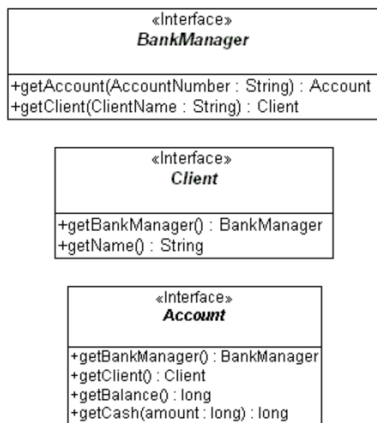 «Interface»
BankManager
+getAccount(AccountNumber : String) : Account
+getClient(ClientName : String) : Client
«Interface»
Client
+getBankManager() : BankManager
+getName() : String
«Interface»
Account
+getBankManager() : BankManager
+getClient() : Client
+getBalance() : long
+getCash(amount : long) : long